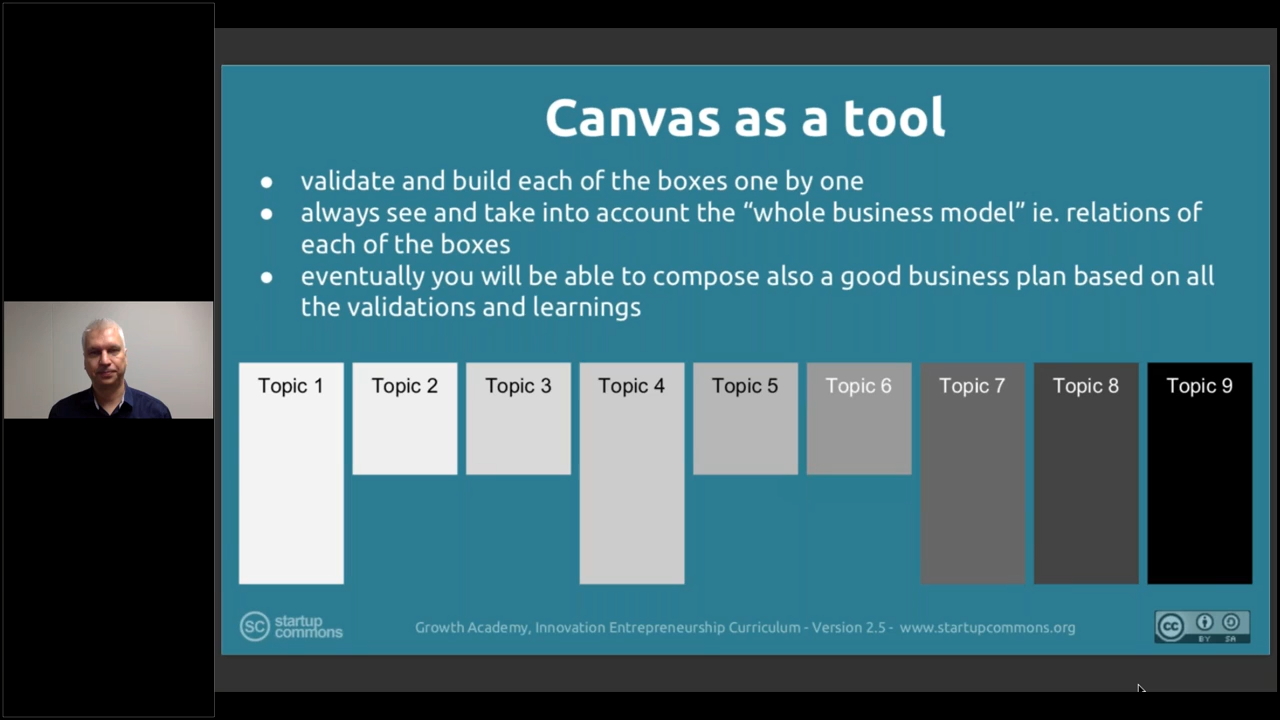 Canvas as a tool
● validate and build each of the boxes one by one
● always see and take into account the “whole business model” ie. relations of
each of the boxes
● eventually you will be able to compose also a good business plan based on all
the validations and learnings
Topic 1
Topic 2
Topic 3
Topic 4
Topic 5
Topic 6
Topic 7
Topic 8
Topic 9
SC startup
commons
Growth Academy, Innovation Entrepreneurship Curriculum - Version 2.5 - www.startupcommons.org
cc
BY SA